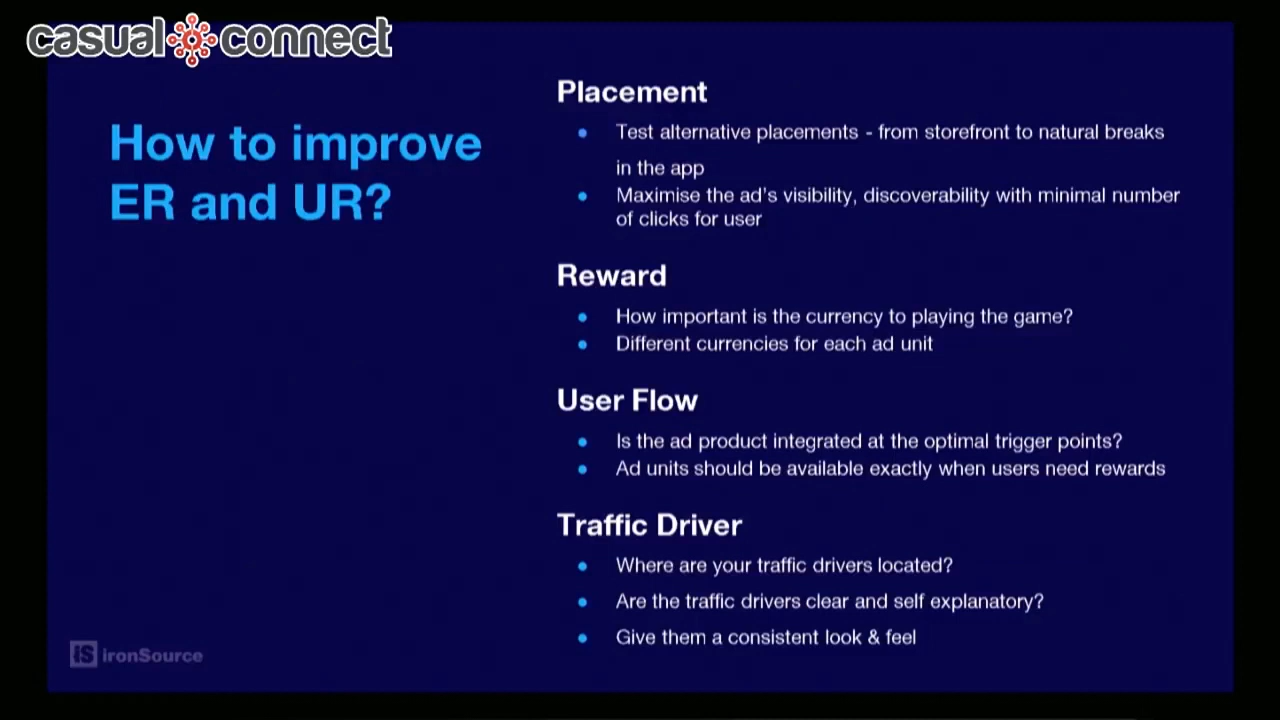 casual connect
How to improve
ER and UR?
Placement
Test alternative placements - from storefront to natural breaks
in the app
Maximise the ad's visibility, discoverability with minimal number
of clicks for user
Reward
How important is the currency to playing the game?
Different currencies for each ad unit
User Flow
Is the ad product integrated at the optimal trigger points?
Ad units should be available exactly when users need rewards
Traffic Driver
Where are your traffic drivers located?
Are the traffic drivers clear and self explanatory?
Give them a consistent look & feel
iS ironSource